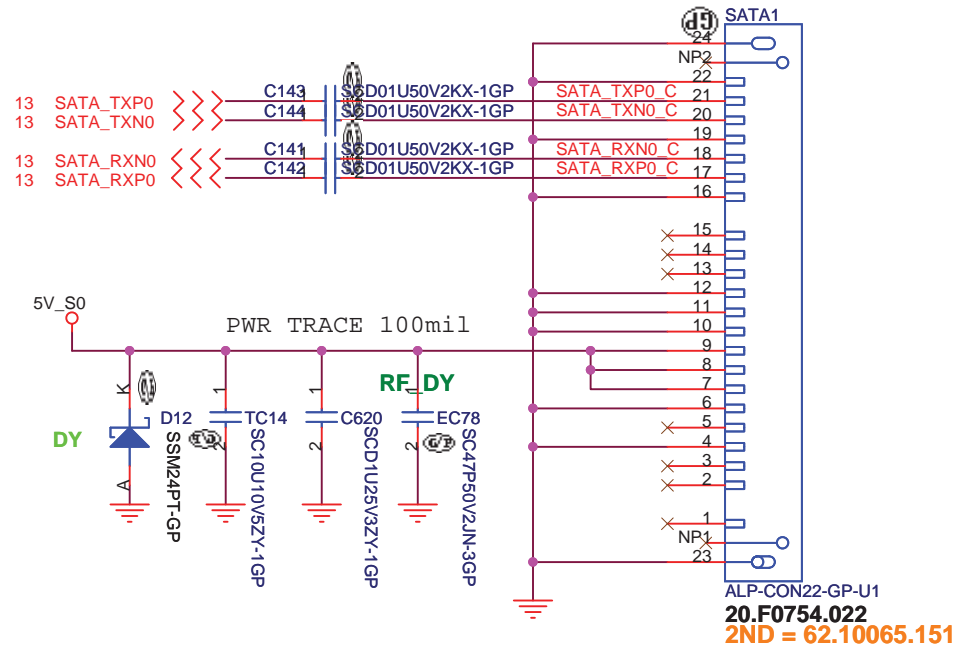 SATA1
GP
24
NP2
22
C143 SCD01U50V2KX-1GP SATA_TXP0_C 21
13 SATA_TXP0
C144 SCD01U50V2KX-1GP SATA_TXN0_C 20
13 SATA_TXN0
19
C141 SCD01U50V2KX-1GP SATA_RXN0_C 18
13 SATA_RXN0
C142 SCD01U50V2KX-1GP SATA_RXP0_C 17
13 SATA_RXP0
16
15
14
13
12
11
10
5V_S0
PWR TRACE 100mil
9
8
7
6
5
4
3
2
1
NP1
23
RF_DY
K
1
1
1
DY
D12
SSM24PT-GP
A
TC14
SC10U10V5ZY-1GP
2
C620
SCD1U25V3ZY-1GP
2
EC78
SC47P50V2JN-3GP
2
GP
ALP-CON22-GP-U1
20.F0754.022
2ND = 62.10065.151